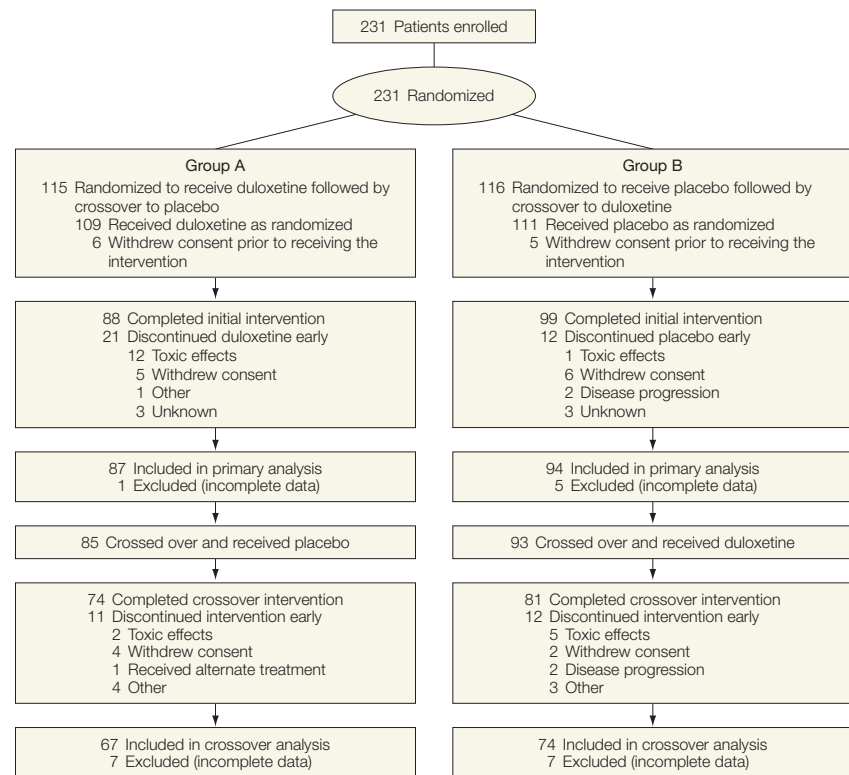 231 Patients enrolled
231 Randomized
Group A
115 Randomized to receive duloxetine followed by
crossover to placebo
109 Received duloxetine as randomized
6 Withdrew consent prior to receiving the
intervention
88 Completed initial intervention
21 Discontinued duloxetine early
12 Toxic effects
5 Withdrew consent
1 Other
3 Unknown
87 Included in primary analysis
1 Excluded (incomplete data)
85 Crossed over and received placebo
74 Completed crossover intervention
11 Discontinued intervention early
2 Toxic effects
4 Withdrew consent
1 Received alternate treatment
4 Other
67 Included in crossover analysis
7 Excluded (incomplete data)
Group B
116 Randomized to receive placebo followed by
crossover to duloxetine
111 Received placebo as randomized
5 Withdrew consent prior to receiving the
intervention
99 Completed initial intervention
12 Discontinued placebo early
1 Toxic effects
6 Withdrew consent
2 Disease progression
3 Unknown
94 Included in primary analysis
5 Excluded (incomplete data)
93 Crossed over and received duloxetine
81 Completed crossover intervention
12 Discontinued intervention early
5 Toxic effects
2 Withdrew consent
2 Disease progression
3 Other
74 Included in crossover analysis
7 Excluded (incomplete data)